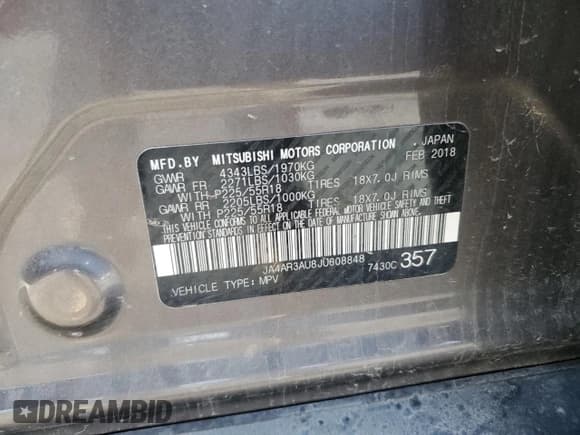 MFD.BY MITSUBISHI MOTORS CORPORATION . JAPAN
GVWR 4343LBS/1970KG FEB 2018
GAWR FR 2271LBS/1030KG
WITH P225/55R18 TIRES 18X7.0J RIMS
GAWR RR 2205LBS/1000KG
WITH P225/55R18 TIRES 18X7.0J RIMS
THIS VEHICLE CONFORMS TO ALL APPLICABLE FEDERAL MOTOR VEHICLE SAFETY, BUMPER, AND THEFT
PREVENTION STANDARDS IN EFFECT ON THE DATE OF MANUFACTURE SHOWN ABOVE.
JA4AR3AU8JU608848 7430C 357
VEHICLE TYPE: MPV
DREAMBID